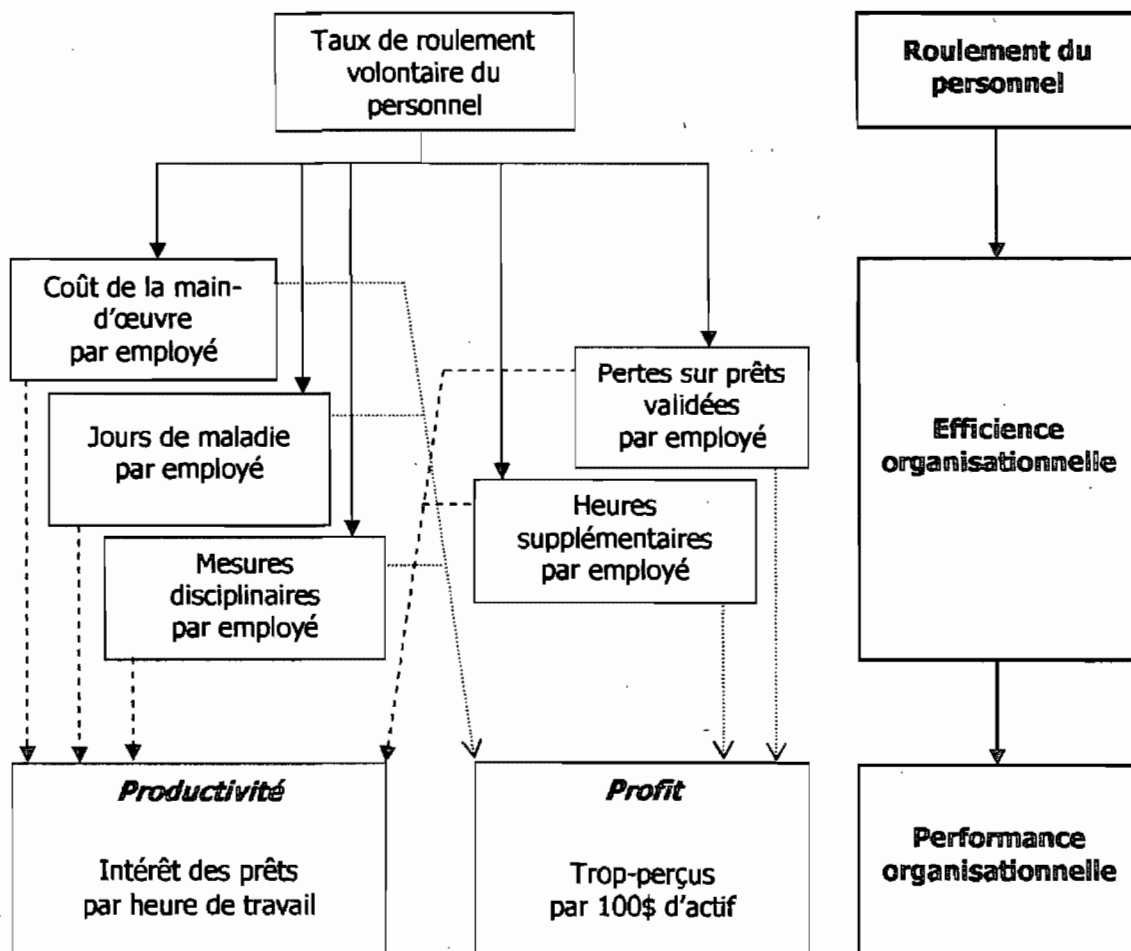 Taux de roulement
volontaire du
personnel
Roulement du
personnel
Coût de la main-
d'œuvre
par employé
Pertes sur prêts
validées
par employé
Jours de maladie
par employé
Efficience
organisationnelle
Heures
supplémentaires
par employé
Mesures
disciplinaires
par employé
Productivité
Intérêt des prêts
par heure de travail
Profit
Trop-perçus
par 100$ d'actif
Performance
organisationnelle